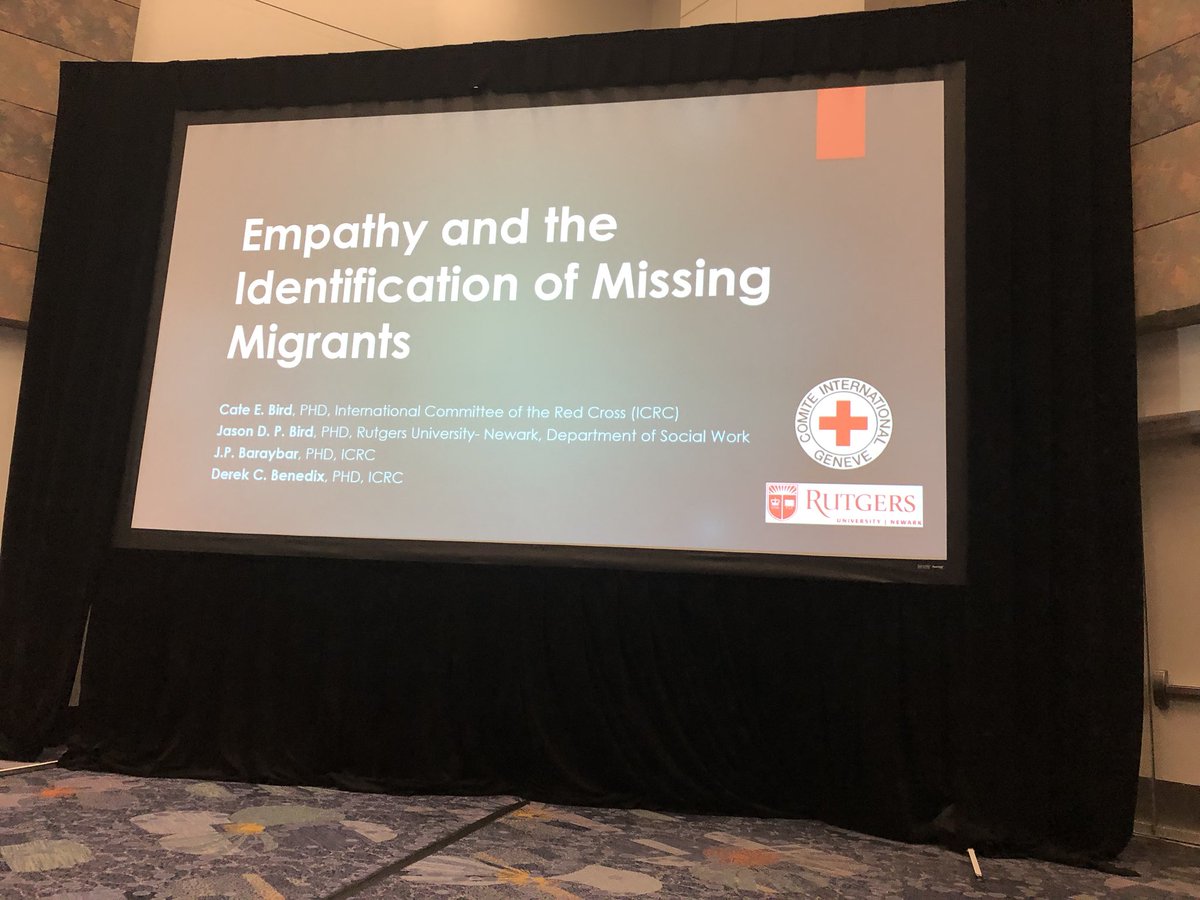 Empathy and the
Identification of Missing
Migrants
Cate E. Bird, PHD, International Committee of the Red Cross (ICRC)
Jason D. P. Bird, PHD, Rutgers University- Newark, Department of Social Work
J.P. Baraybar, PHD, ICRC
Derek C. Benedix, PHD, ICRC
COMITE INTERNATIONAL
GENEVE
RUTGERS
UNIVERSITY | NEWARK